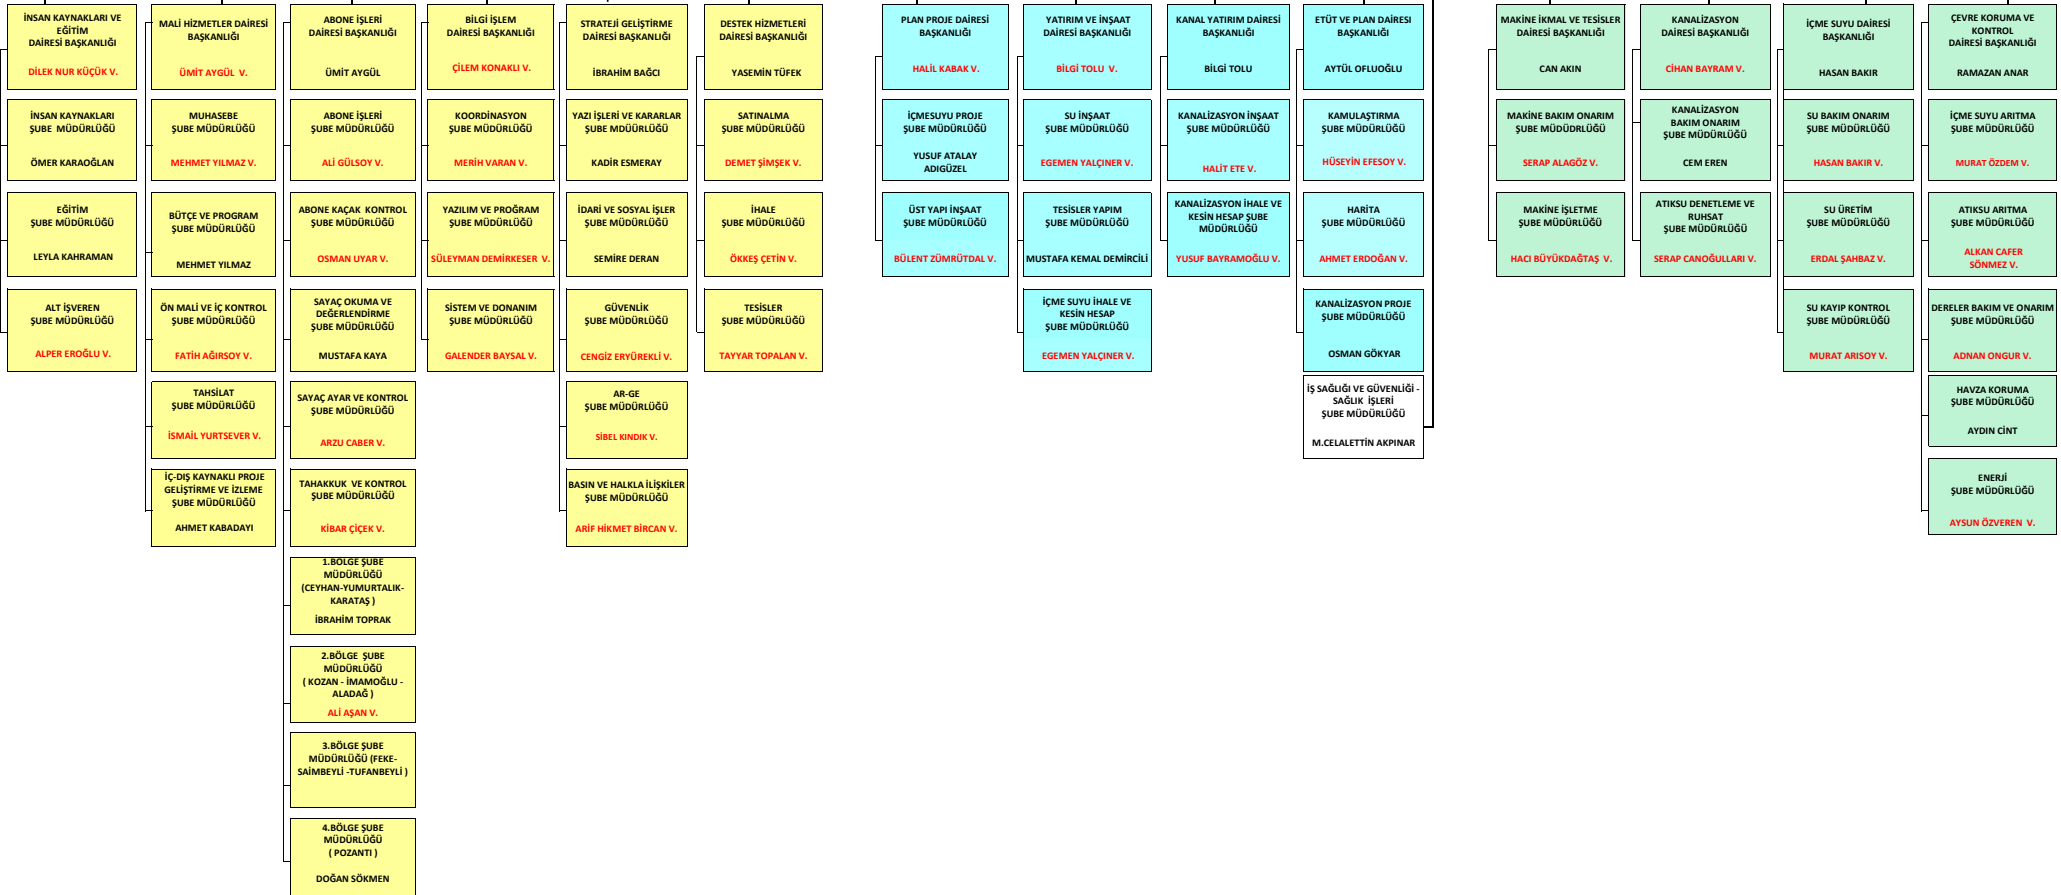 İNSAN KAYNAKLARI VE
EĞİTİM
DAİRESİ BAŞKANLIĞI
DİLEK NUR KÜÇÜK V.
İNSAN KAYNAKLARI
ŞUBE MÜDÜRLÜĞÜ
ÖMER KARAOĞLAN
EĞİTİM
ŞUBE MÜDÜRLÜĞÜ
LEYLA KAHRAMAN
ALT İŞVEREN
ŞUBE MÜDÜRLÜĞÜ
ALPER EROĞLU V.
MALİ HİZMETLER DAİRESİ
BAŞKANLIĞI
ÜMİT AYGÜL V.
MUHASEBE
ŞUBE MÜDÜRLÜĞÜ
MEHMET YILMAZ V.
BÜTÇE VE PROGRAM
ŞUBE MÜDÜRLÜĞÜ
MEHMET YILMAZ
ÖN MALİ VE İÇ KONTROL
ŞUBE MÜDÜRLÜĞÜ
FATİH AĞIRSOY V.
TAHSİLAT
ŞUBE MÜDÜRLÜĞÜ
İSMAİL YURTSEVER V.
İÇ-DIŞ KAYNAKLI PROJE
GELİŞTİRME VE İZLEME
ŞUBE MÜDÜRLÜĞÜ
AHMET KABADAYI
ABONE İŞLERİ
DAİRESİ BAŞKANLIĞI
ÜMİT AYGÜL
ABONE İŞLERİ
ŞUBE MÜDÜRLÜĞÜ
ALİ GÜLSOY V.
ABONE KAÇAK KONTROL
ŞUBE MÜDÜRLÜĞÜ
OSMAN UYAR V.
SAYAÇ OKUMA VE
DEĞERLENDİRME
ŞUBE MÜDÜRLÜĞÜ
MUSTAFA KAYA
SAYAÇ AYAR VE KONTROL
ŞUBE MÜDÜRLÜĞÜ
ARZU CABER V.
TAHAKKUK VE KONTROL
ŞUBE MÜDÜRLÜĞÜ
KİBAR ÇİÇEK V.
1.BÖLGE ŞUBE
MÜDÜRLÜĞÜ
(CEYHAN-YUMURTALIK-
KARATAŞ )
İBRAHİM TOPRAK
2.BÖLGE ŞUBE
MÜDÜRLÜĞÜ
( KOZAN - İMAMOĞLU -
ALADAĞ )
ALİ AŞAN V.
3.BÖLGE ŞUBE
MÜDÜRLÜĞÜ (FEKE-
SAİMBEYLİ -TUFANBEYLİ )
4.BÖLGE ŞUBE
MÜDÜRLÜĞÜ
( POZANTI )
DOĞAN SÖKMEN
BİLGİ İŞLEM
DAİRESİ BAŞKANLIĞI
ÇİLEM KONAKLI V.
KOORDİNASYON
ŞUBE MÜDÜRLÜĞÜ
MERİH VARAN V.
YAZILIM VE PROĞRAM
ŞUBE MÜDÜRLÜĞÜ
SÜLEYMAN DEMİRKESER V.
SİSTEM VE DONANIM
ŞUBE MÜDÜRLÜĞÜ
GALENDER BAYSAL V.
STRATEJİ GELİŞTİRME
DAİRESİ BAŞKANLIĞI
İBRAHİM BAĞCI
YAZI İŞLERİ VE KARARLAR
ŞUBE MÜDÜRLÜĞÜ
KADİR ESMERAY
İDARİ VE SOSYAL İŞLER
ŞUBE MÜDÜRLÜĞÜ
SEMİRE DERAN
GÜVENLİK
ŞUBE MÜDÜRLÜĞÜ
CENGİZ ERYÜREKLİ V.
AR-GE
ŞUBE MÜDÜRLÜĞÜ
SİBEL KINDIK V.
BASIN VE HALKLA İLİŞKİLER
ŞUBE MÜDÜRLÜĞÜ
ARİF HİKMET BİRCAN V.
DESTEK HİZMETLERİ
DAİRESİ BAŞKANLIĞI
YASEMİN TÜFEK
SATINALMA
ŞUBE MÜDÜRLÜĞÜ
DEMET ŞİMŞEK V.
İHALE
ŞUBE MÜDÜRLÜĞÜ
ÖKKEŞ ÇETİN V.
TESİSLER
ŞUBE MÜDÜRLÜĞÜ
TAYYAR TOPALAN V.
PLAN PROJE DAİRESİ
BAŞKANLIĞI
HALİL KABAK V.
İÇMESUYU PROJE
ŞUBE MÜDÜRLÜĞÜ
YUSUF ATALAY
ADIGÜZEL
ÜST YAPI İNŞAAT
ŞUBE MÜDÜRLÜĞÜ
BÜLENT ZÜMRÜTDAL V.
YATIRIM VE İNŞAAT
DAİRESİ BAŞKANLIĞI
BİLGİ TOLU V.
SU İNŞAAT
ŞUBE MÜDÜRLÜĞÜ
EGEMEN YALÇINER V.
TESİSLER YAPIM
ŞUBE MÜDÜRLÜĞÜ
MUSTAFA KEMAL DEMİRCİLİ
İÇME SUYU İHALE VE
KESİN HESAP
ŞUBE MÜDÜRLÜĞÜ
EGEMEN YALÇINER V.
KANAL YATIRIM DAİRESİ
BAŞKANLIĞI
BİLGİ TOLU
KANALİZASYON İNŞAAT
ŞUBE MÜDÜRLÜĞÜ
HALİT ETE V.
KANALİZASYON İHALE VE
KESİN HESAP ŞUBE
MÜDÜRLÜĞÜ
YUSUF BAYRAMOĞLU V.
ETÜT VE PLAN DAİRESI
BAŞKANLIĞI
AYTÜL OFLUOĞLU
KAMULAŞTIRMA
ŞUBE MÜDÜRLÜĞÜ
HÜSEYİN EFESOY V.
HARİTA
ŞUBE MÜDÜRLÜĞÜ
AHMET ERDOĞAN V.
KANALİZASYON PROJE
ŞUBE MÜDÜRLÜĞÜ
OSMAN GÖKYAR
İŞ SAĞLIĞI VE GÜVENLİĞİ -
SAĞLIK İŞLERİ
ŞUBE MÜDÜRLÜĞÜ
M.CELALETTİN AKPINAR
MAKİNE İKMAL VE TESİSLER
DAİRESİ BAŞKANLIĞI
CAN AKIN
MAKİNE BAKIM ONARIM
ŞUBE MÜDÜDRLÜĞÜ
SERAP ALAGÖZ V.
MAKİNE İŞLETME
ŞUBE MÜDÜRLÜĞÜ
HACI BÜYÜKDAĞTAŞ V.
KANALİZASYON
DAİRESİ BAŞKANLIĞI
CİHAN BAYRAM V.
KANALİZASYON
BAKIM ONARIM
ŞUBE MÜDÜRLÜĞÜ
CEM EREN
ATIKSU DENETLEME VE
RUHSAT
ŞUBE MÜDÜRLÜĞÜ
SERAP CANOĞULLARI V.
İÇME SUYU DAİRESİ
BAŞKANLIĞI
HASAN BAKIR
SU BAKIM ONARIM
ŞUBE MÜDÜRLÜĞÜ
HASAN BAKIR V.
SU ÜRETİM
ŞUBE MÜDÜRLÜĞÜ
ERDAL ŞAHBAZ V.
SU KAYIP KONTROL
ŞUBE MÜDÜRLÜĞÜ
MURAT ARISOY V.
ÇEVRE KORUMA VE
KONTROL
DAİRESİ BAŞKANLIĞI
RAMAZAN ANAR
İÇME SUYU ARITMA
ŞUBE MÜDÜRLÜĞÜ
MURAT ÖZDEM V.
ATIKSU ARITMA
ŞUBE MÜDÜRLÜĞÜ
ALKAN CAFER
SÖNMEZ V.
DERELER BAKIM VE ONARIM
ŞUBE MÜDÜRLÜĞÜ
ADNAN ONGUR V.
HAVZA KORUMA
ŞUBE MÜDÜRLÜĞÜ
AYDIN CİNT
ENERJİ
ŞUBE MÜDÜRLÜĞÜ
AYSUN ÖZVEREN V.